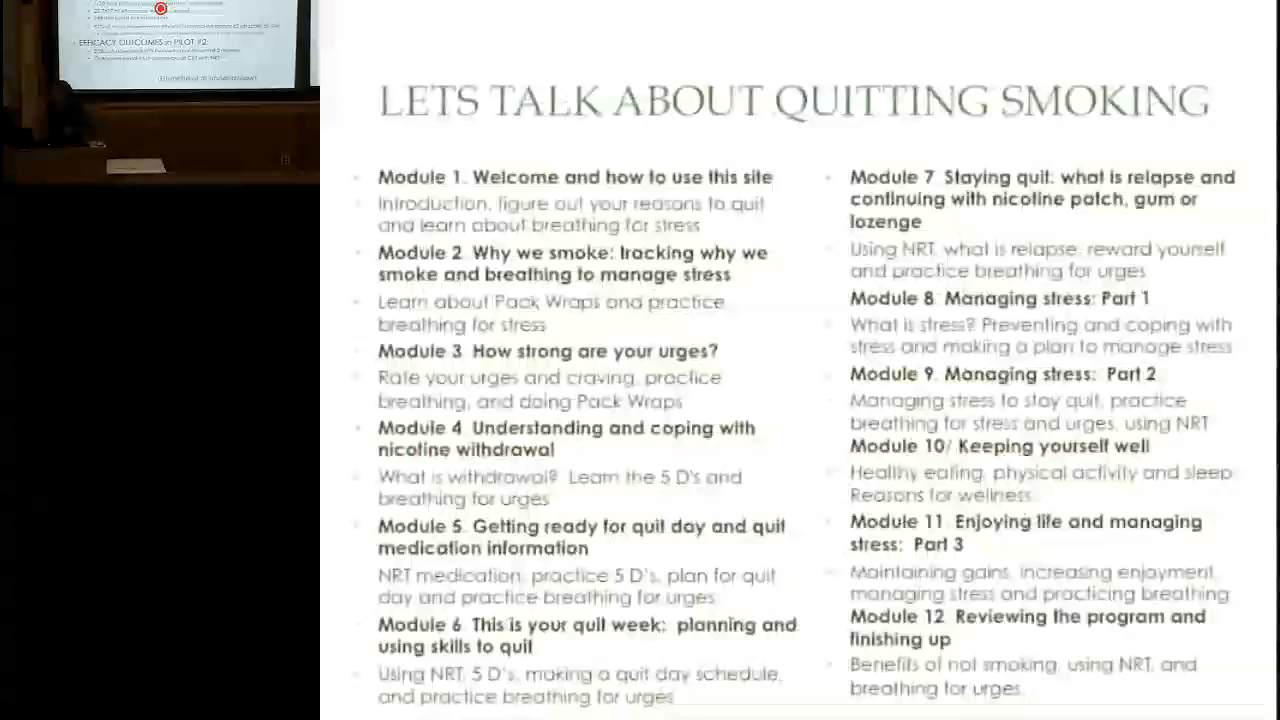 EFFICACY OUTCOMES in PILOT #2:
LETS TALK ABOUT QUITTING SMOKING
Module 1. Welcome and how to use this site
Introduction, figure out your reasons to quit
and learn about breathing for stress
Module 2 Why we smoke: tracking why we
smoke and breathing to manage stress
Learn about Pack Wraps and practice
breathing for stress
Module 3 How strong are your urges?
Rate your urges and craving, practice
breathing, and doing Pack Wraps
Module 4 Understanding and coping with
nicotine withdrawal
What is withdrawal? Learn the 5 D's and
breathing for urges
Module 5. Getting ready for quit day and quit
medication information
NRT medication, practice 5 D's, plan for quit
day and practice breathing for urges
Module 6 This is your quit week: planning and
using skills to quit
Using NRT, 5 D's, making a quit day schedule,
and practice breathing for urges
Module 7 Staying quit: what is relapse and
continuing with nicotine patch, gum or
lozenge
Using NRT, what is relapse, reward yourself
and practice breathing for urges
Module 8 Managing stress: Part 1
What is stress? Preventing and coping with
stress and making a plan to manage stress
Module 9 Managing stress: Part 2
Managing stress to stay quit, practice
breathing for stress and urges, using NRT
Module 10/ Keeping yourself well
Healthy eating, physical activity and sleep
Reasons for wellness
Module 11 Enjoying life and managing
stress: Part 3
Maintaining gains, increasing enjoyment,
managing stress and practicing breathing
Module 12 Reviewing the program and
finishing up
Benefits of not smoking, using NRT, and
breathing for urges